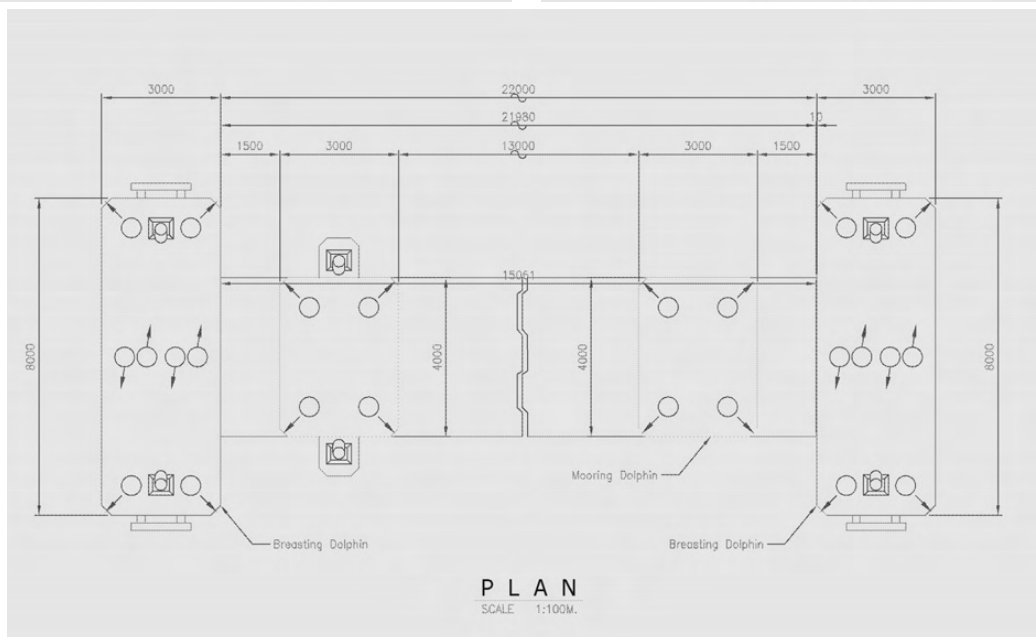 3000 22000 3000
21980 10
1500 3000 13000 3000 1500
15061
8000 4000 4000 8000
Mooring Dolphin
Breasting Dolphin Breasting Dolphin
PLAN
SCALE 1:100M.